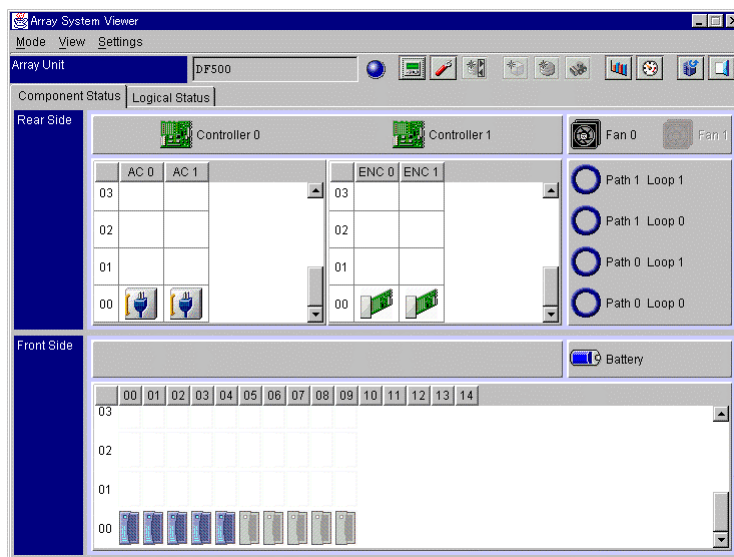 Array System Viewer
Mode View Settings
Array Unit DF500
Component Status Logical Status
Rear Side
Controller 0 Controller 1 Fan 0 Fan 1
AC 0 AC 1 ENC 0 ENC 1
03 03 Path 1 Loop 1
02 02 Path 1 Loop 0
01 01 Path 0 Loop 1
00 00 Path 0 Loop 0
Front Side
Battery
00 01 02 03 04 05 06 07 08 09 10 11 12 13 14
03
02
01
00